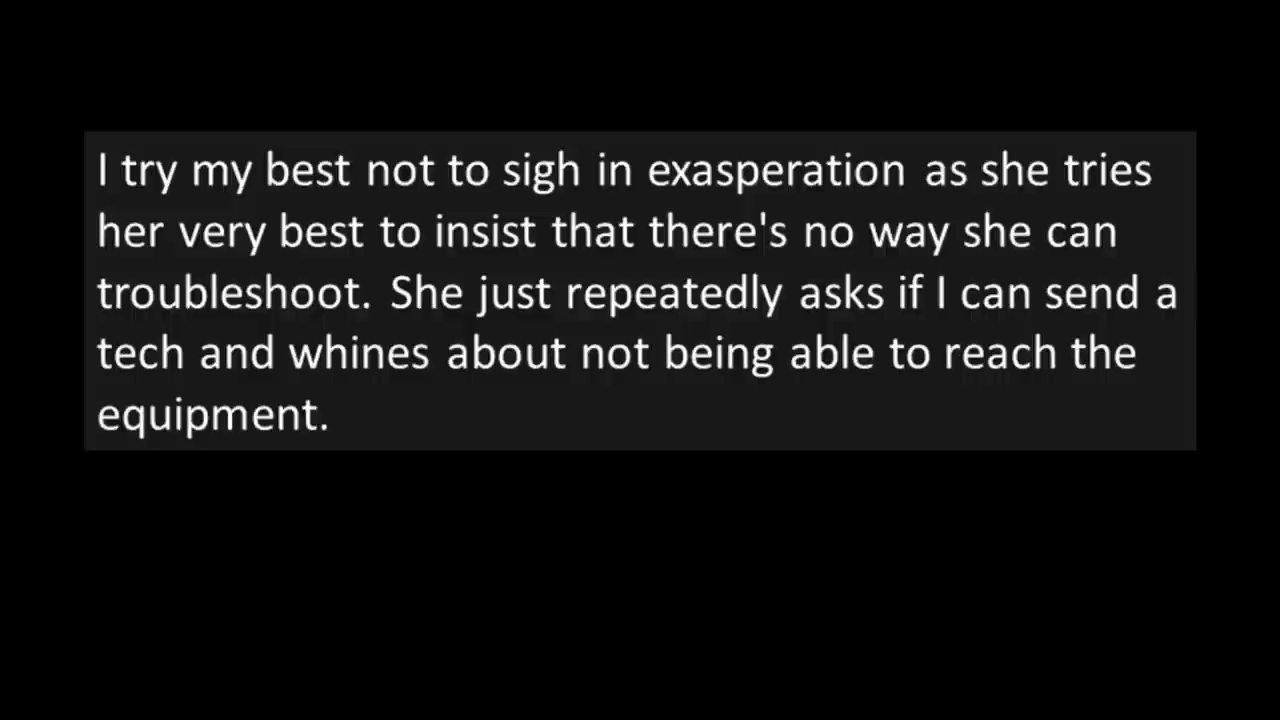 I try my best not to sigh in exasperation as she tries
her very best to insist that there's no way she can
troubleshoot. She just repeatedly asks if I can send a
tech and whines about not being able to reach the
equipment.